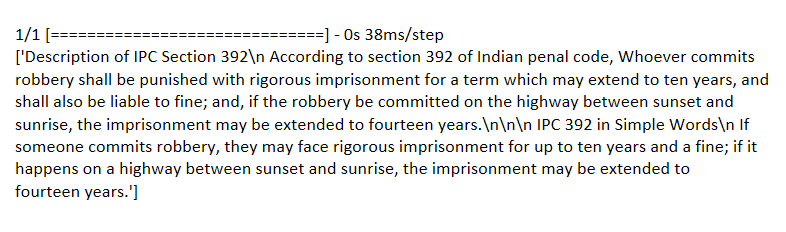 1/1 [==============================] - 0s 38ms/step
['Description of IPC Section 392\n According to section 392 of Indian penal code, Whoever commits
robbery shall be punished with rigorous imprisonment for a term which may extend to ten years, and
shall also be liable to fine; and, if the robbery be committed on the highway between sunset and
sunrise, the imprisonment may be extended to fourteen years.\n\n\n IPC 392 in Simple Words\n If
someone commits robbery, they may face rigorous imprisonment for up to ten years and a fine; if it
happens on a highway between sunset and sunrise, the imprisonment may be extended to
fourteen years.']